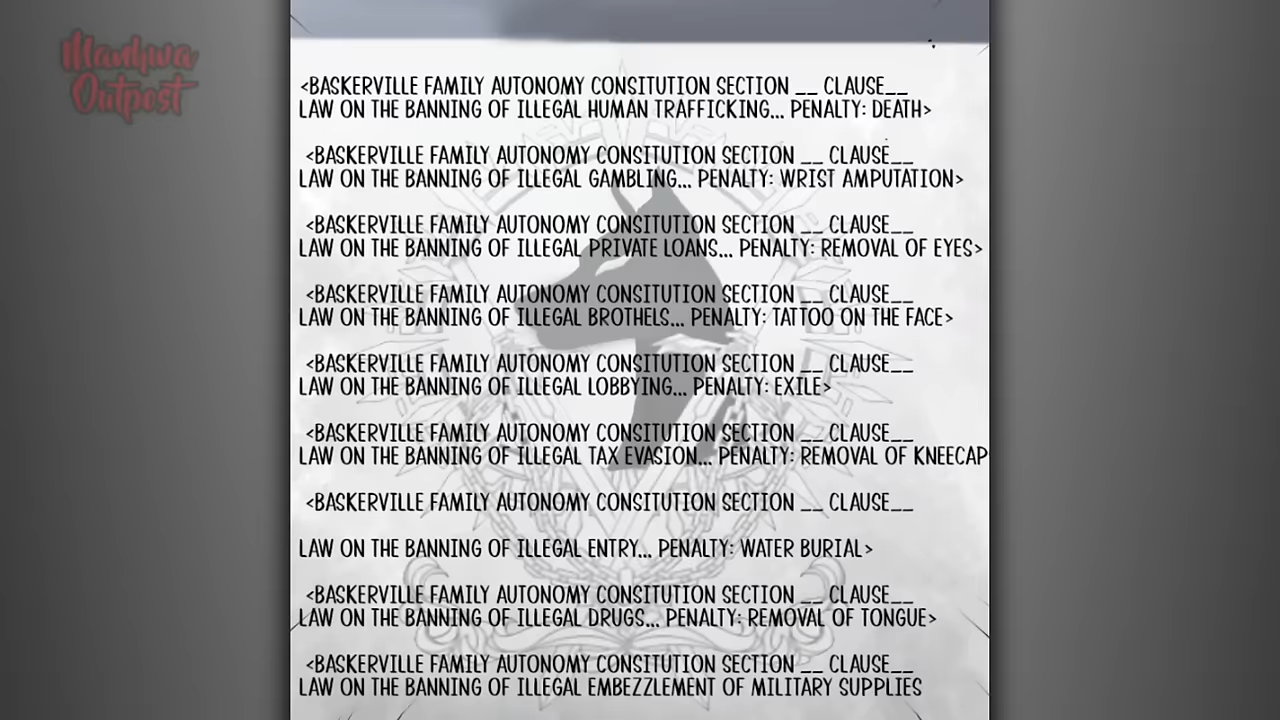 Manhwa
Outpost
<BASKERVILLE FAMILY AUTONOMY CONSITUTION SECTION __ CLAUSE__
LAW ON THE BANNING OF ILLEGAL HUMAN TRAFFICKING... PENALTY: DEATH>
<BASKERVILLE FAMILY AUTONOMY CONSITUTION SECTION __ CLAUSE__
LAW ON THE BANNING OF ILLEGAL GAMBLING... PENALTY: WRIST AMPUTATION>
<BASKERVILLE FAMILY AUTONOMY CONSITUTION SECTION __ CLAUSE__
LAW ON THE BANNING OF ILLEGAL PRIVATE LOANS... PENALTY: REMOVAL OF EYES>
<BASKERVILLE FAMILY AUTONOMY CONSITUTION SECTION __ CLAUSE__
LAW ON THE BANNING OF ILLEGAL BROTHELS... PENALTY: TATTOO ON THE FACE>
<BASKERVILLE FAMILY AUTONOMY CONSITUTION SECTION __ CLAUSE__
LAW ON THE BANNING OF ILLEGAL LOBBYING... PENALTY: EXILE>
<BASKERVILLE FAMILY AUTONOMY CONSITUTION SECTION __ CLAUSE__
LAW ON THE BANNING OF ILLEGAL TAX EVASION... PENALTY: REMOVAL OF KNEECAP
<BASKERVILLE FAMILY AUTONOMY CONSITUTION SECTION __ CLAUSE__
LAW ON THE BANNING OF ILLEGAL ENTRY... PENALTY: WATER BURIAL>
<BASKERVILLE FAMILY AUTONOMY CONSITUTION SECTION __ CLAUSE__
LAW ON THE BANNING OF ILLEGAL DRUGS... PENALTY: REMOVAL OF TONGUE>
<BASKERVILLE FAMILY AUTONOMY CONSITUTION SECTION __ CLAUSE__
LAW ON THE BANNING OF ILLEGAL EMBEZZLEMENT OF MILITARY SUPPLIES